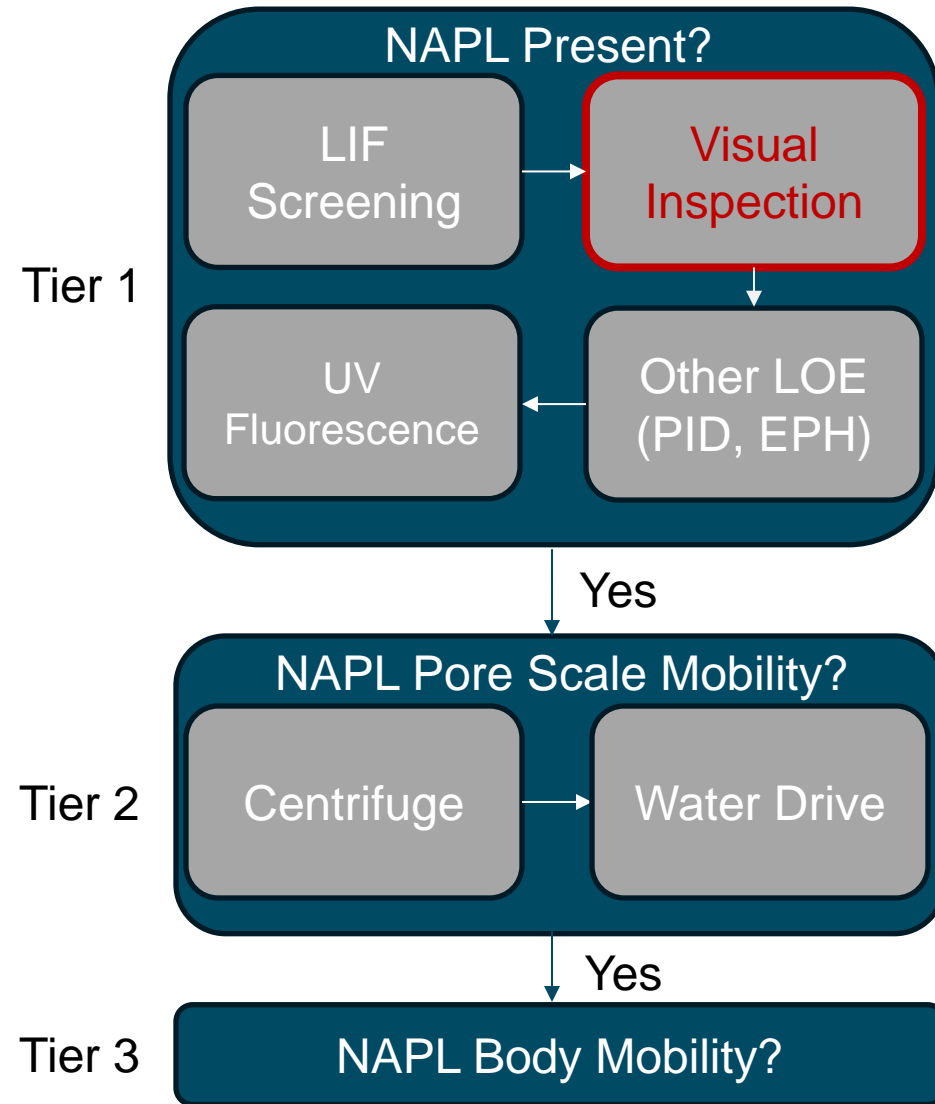 NAPL Present?
LIF
Screening
Visual
Inspection
Tier 1
UV
Fluorescence
Other LOE
(PID, EPH)
Yes
NAPL Pore Scale Mobility?
Tier 2
Centrifuge
Water Drive
Yes
Tier 3
NAPL Body Mobility?